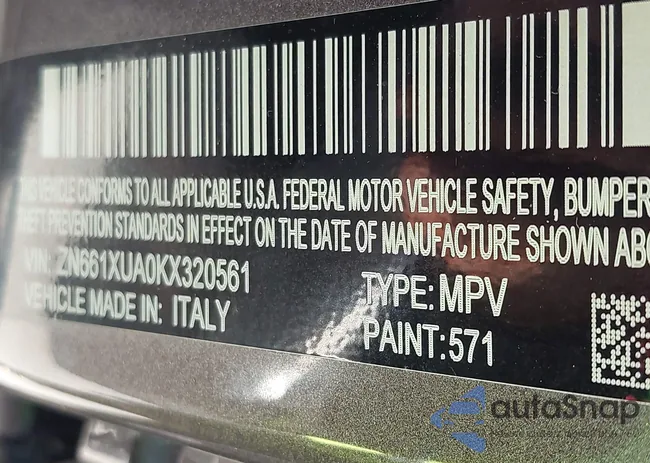 THIS VEHICLE CONFORMS TO ALL APPLICABLE U.S.A. FEDERAL MOTOR VEHICLE SAFETY, BUMPER
THEFT PREVENTION STANDARDS IN EFFECT ON THE DATE OF MANUFACTURE SHOWN ABO
VIN: ZN661XUA0KX320561
TYPE: MPV
VEHICLE MADE IN: ITALY
PAINT: 571
autoSnap